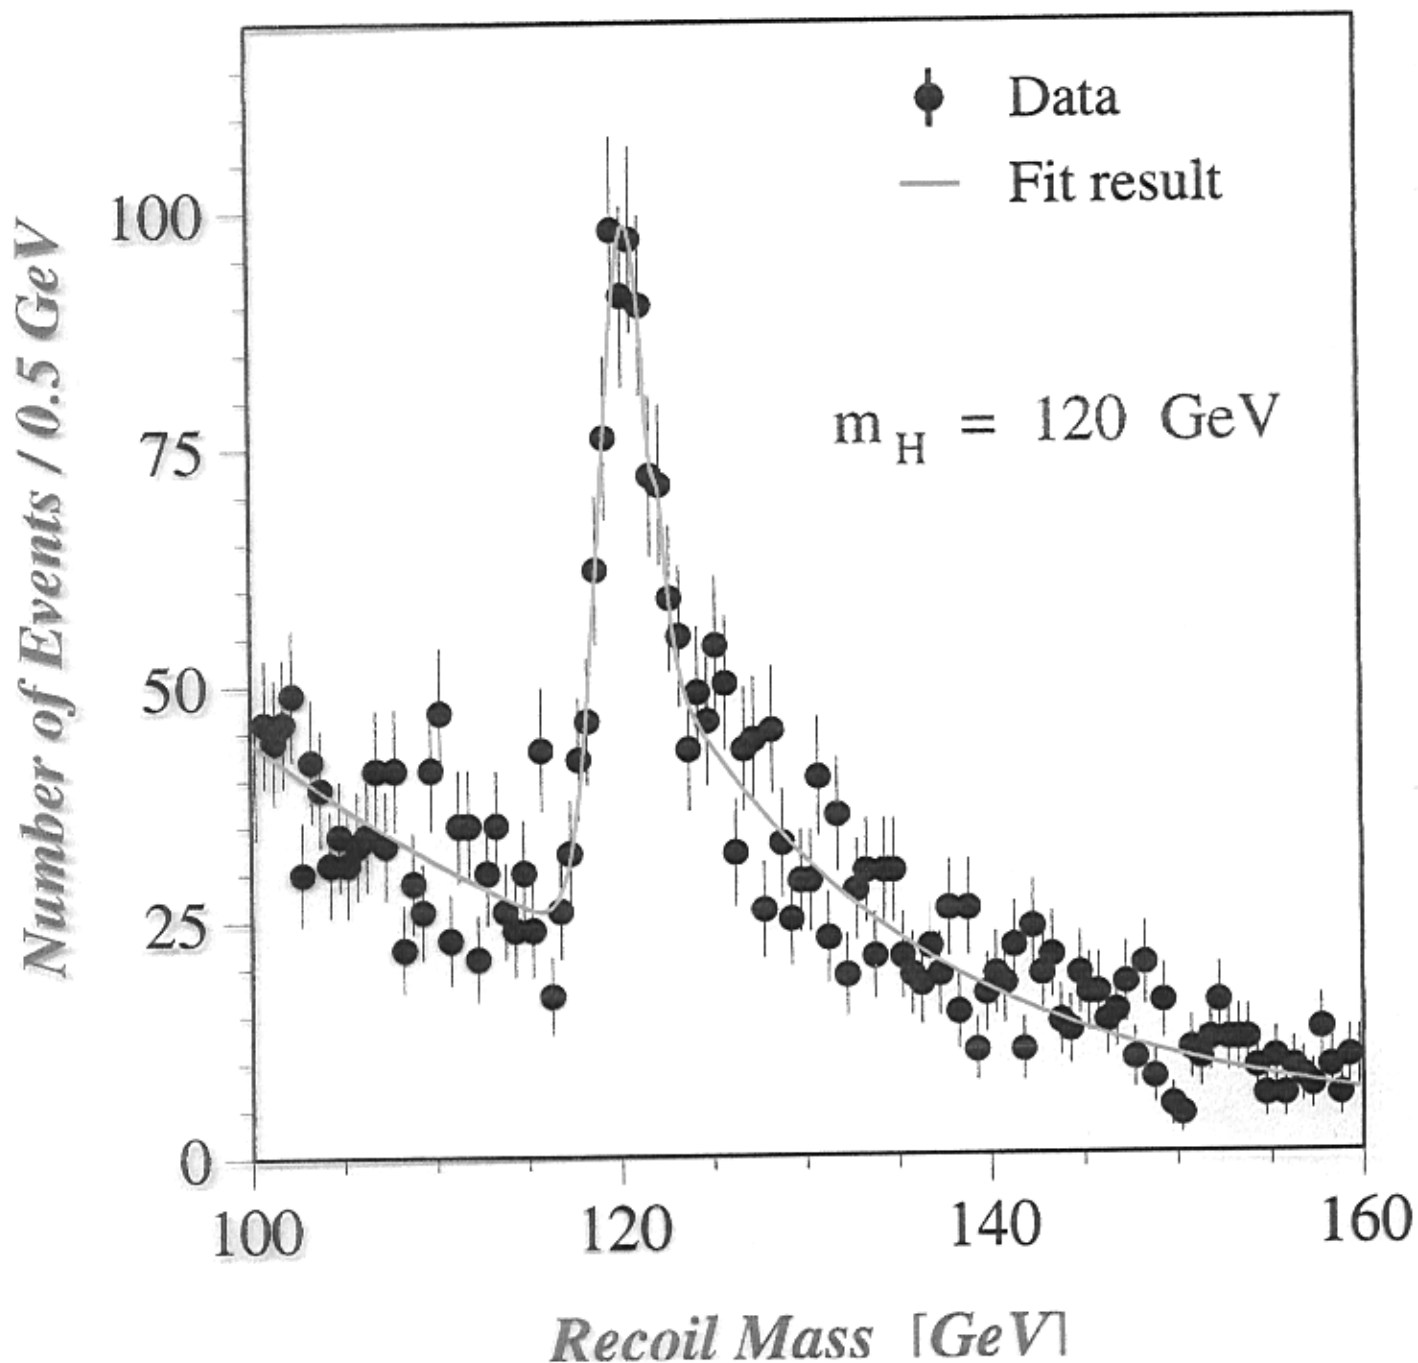 Data
Fit result
m H = 120 GeV
100
75
50
25
0
100 120 140 160
Number of Events / 0.5 GeV
Recoil Mass [GeV]